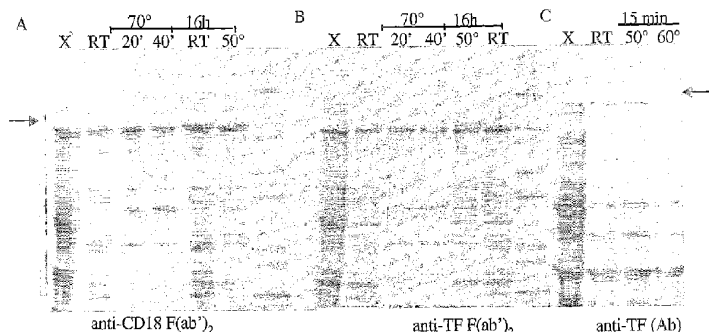 A
70° 16h
X RT 20' 40' RT 50°
B
70° 16h
X RT 20' 40' 50° RT
C
15 min
X RT 50° 60°
anti-CD18 F(ab')₂
anti-TF F(ab')₂
anti-TF (Ab)